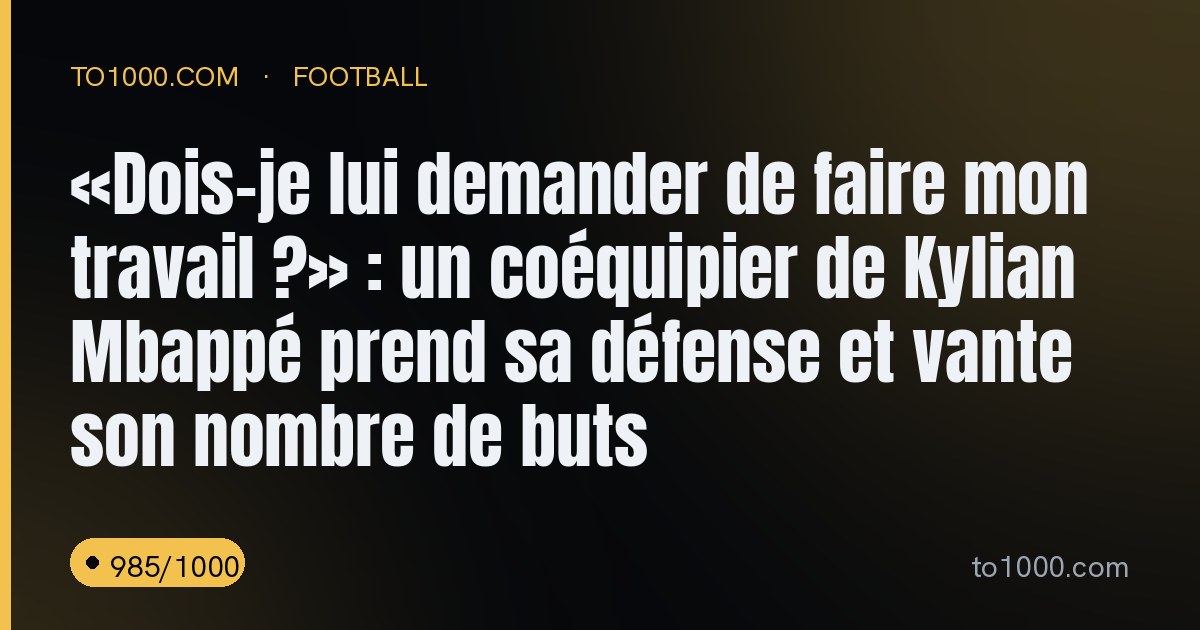 TO1000.COM · FOOTBALL
«Dois-je lui demander de faire mon
travail ?» : un coéquipier de Kylian
Mbappé prend sa défense et vante
son nombre de buts
985/1000
to1000.com